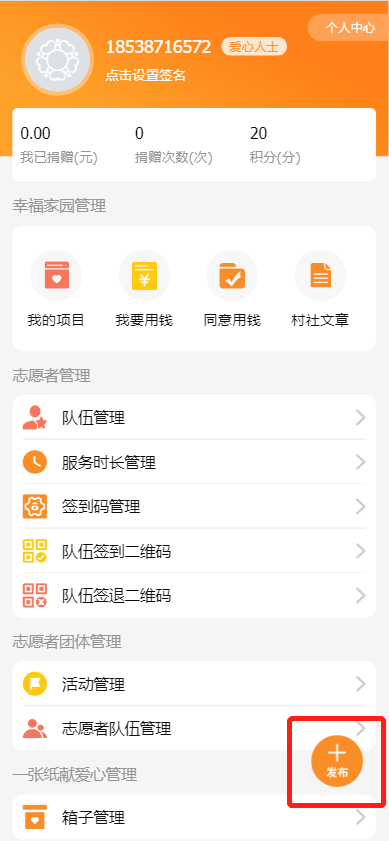 个人中心
18538716572 爱心人士
点击设置签名
0.00 0 20
我已捐赠(元) 捐赠次数(次) 积分(分)
幸福家园管理
我的项目 我要用钱 同意用钱 村社文章
志愿者管理
队伍管理
服务时长管理
签到码管理
队伍签到二维码
队伍签退二维码
志愿者团体管理
活动管理
志愿者队伍管理
发布
一张纸献爱心管理
箱子管理